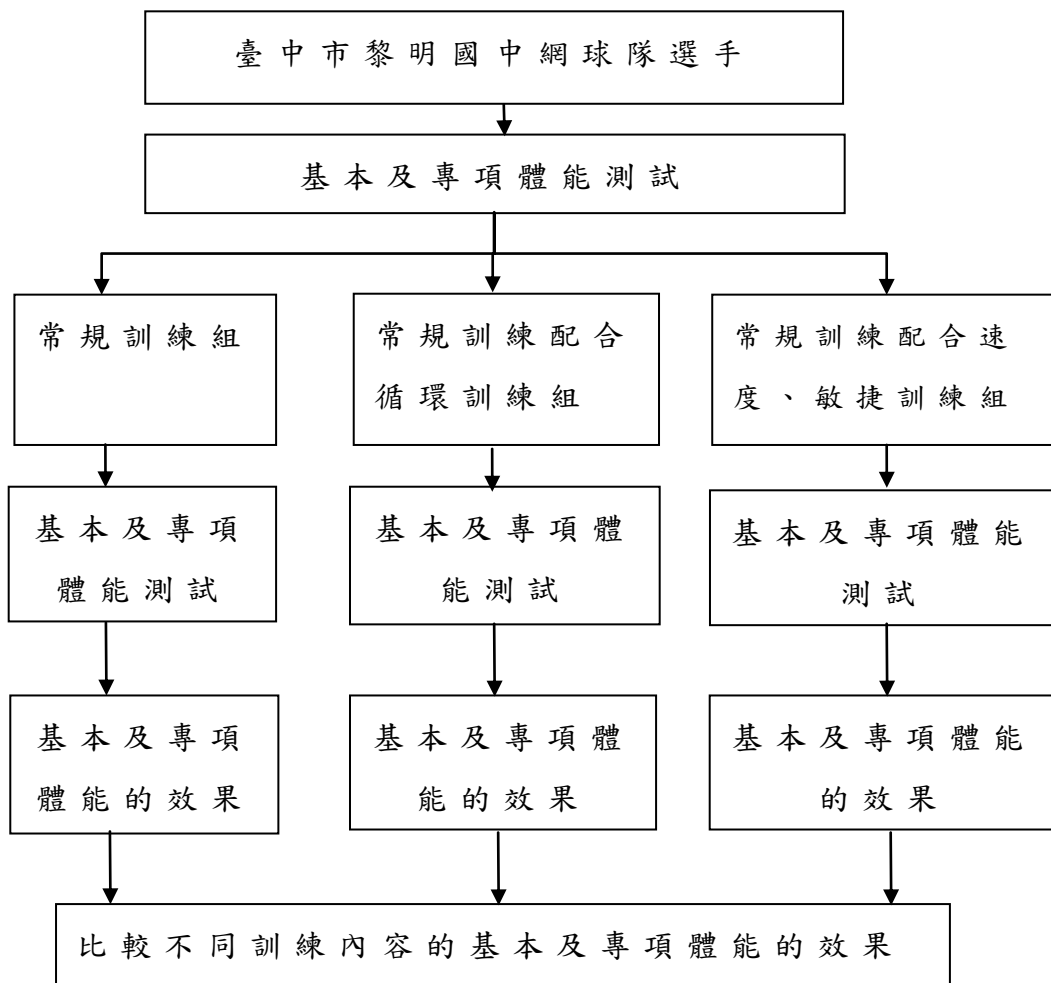 臺中市黎明國中網球隊選手
基本及專項體能測試
常規訓練組
常規訓練配合
循環訓練組
常規訓練配合速
度、敏捷訓練組
基本及專項
體能測試
基本及專項體
能測試
基本及專項體能
測試
基本及專項
體能的效果
基本及專項體
能的效果
基本及專項體能
的效果
比較不同訓練內容的基本及專項體能的效果